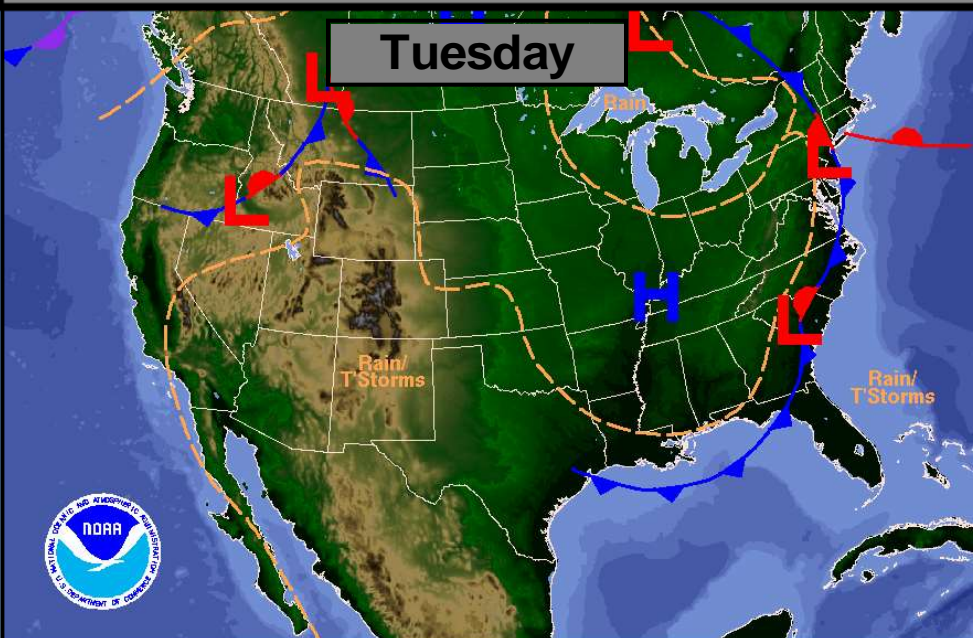 L
Tuesday
L
Rain
L
L
H
L
Rain/
T'Storms
Rain/
T'Storms
NATIONAL OCEANIC AND ATMOSPHERIC ADMINISTRATION
NOAA
U.S. DEPARTMENT OF COMMERCE